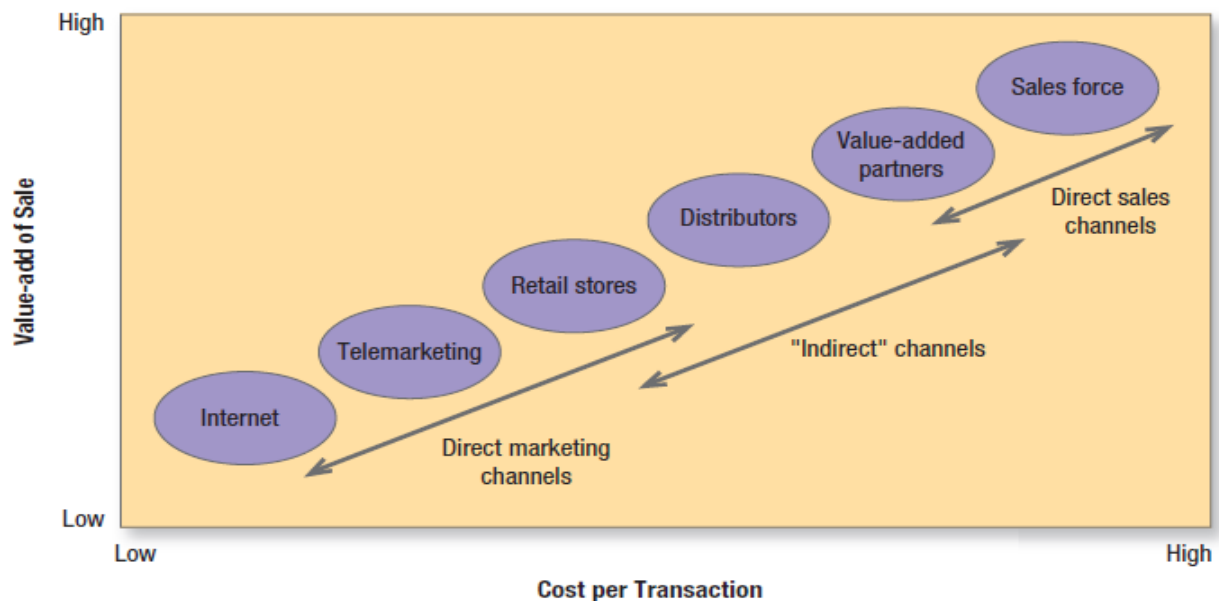 High
Sales force
Value-added
partners
Direct sales
channels
Distributors
Retail stores
"Indirect" channels
Telemarketing
Internet
Direct marketing
channels
Value-add of Sale
Low
Low
High
Cost per Transaction